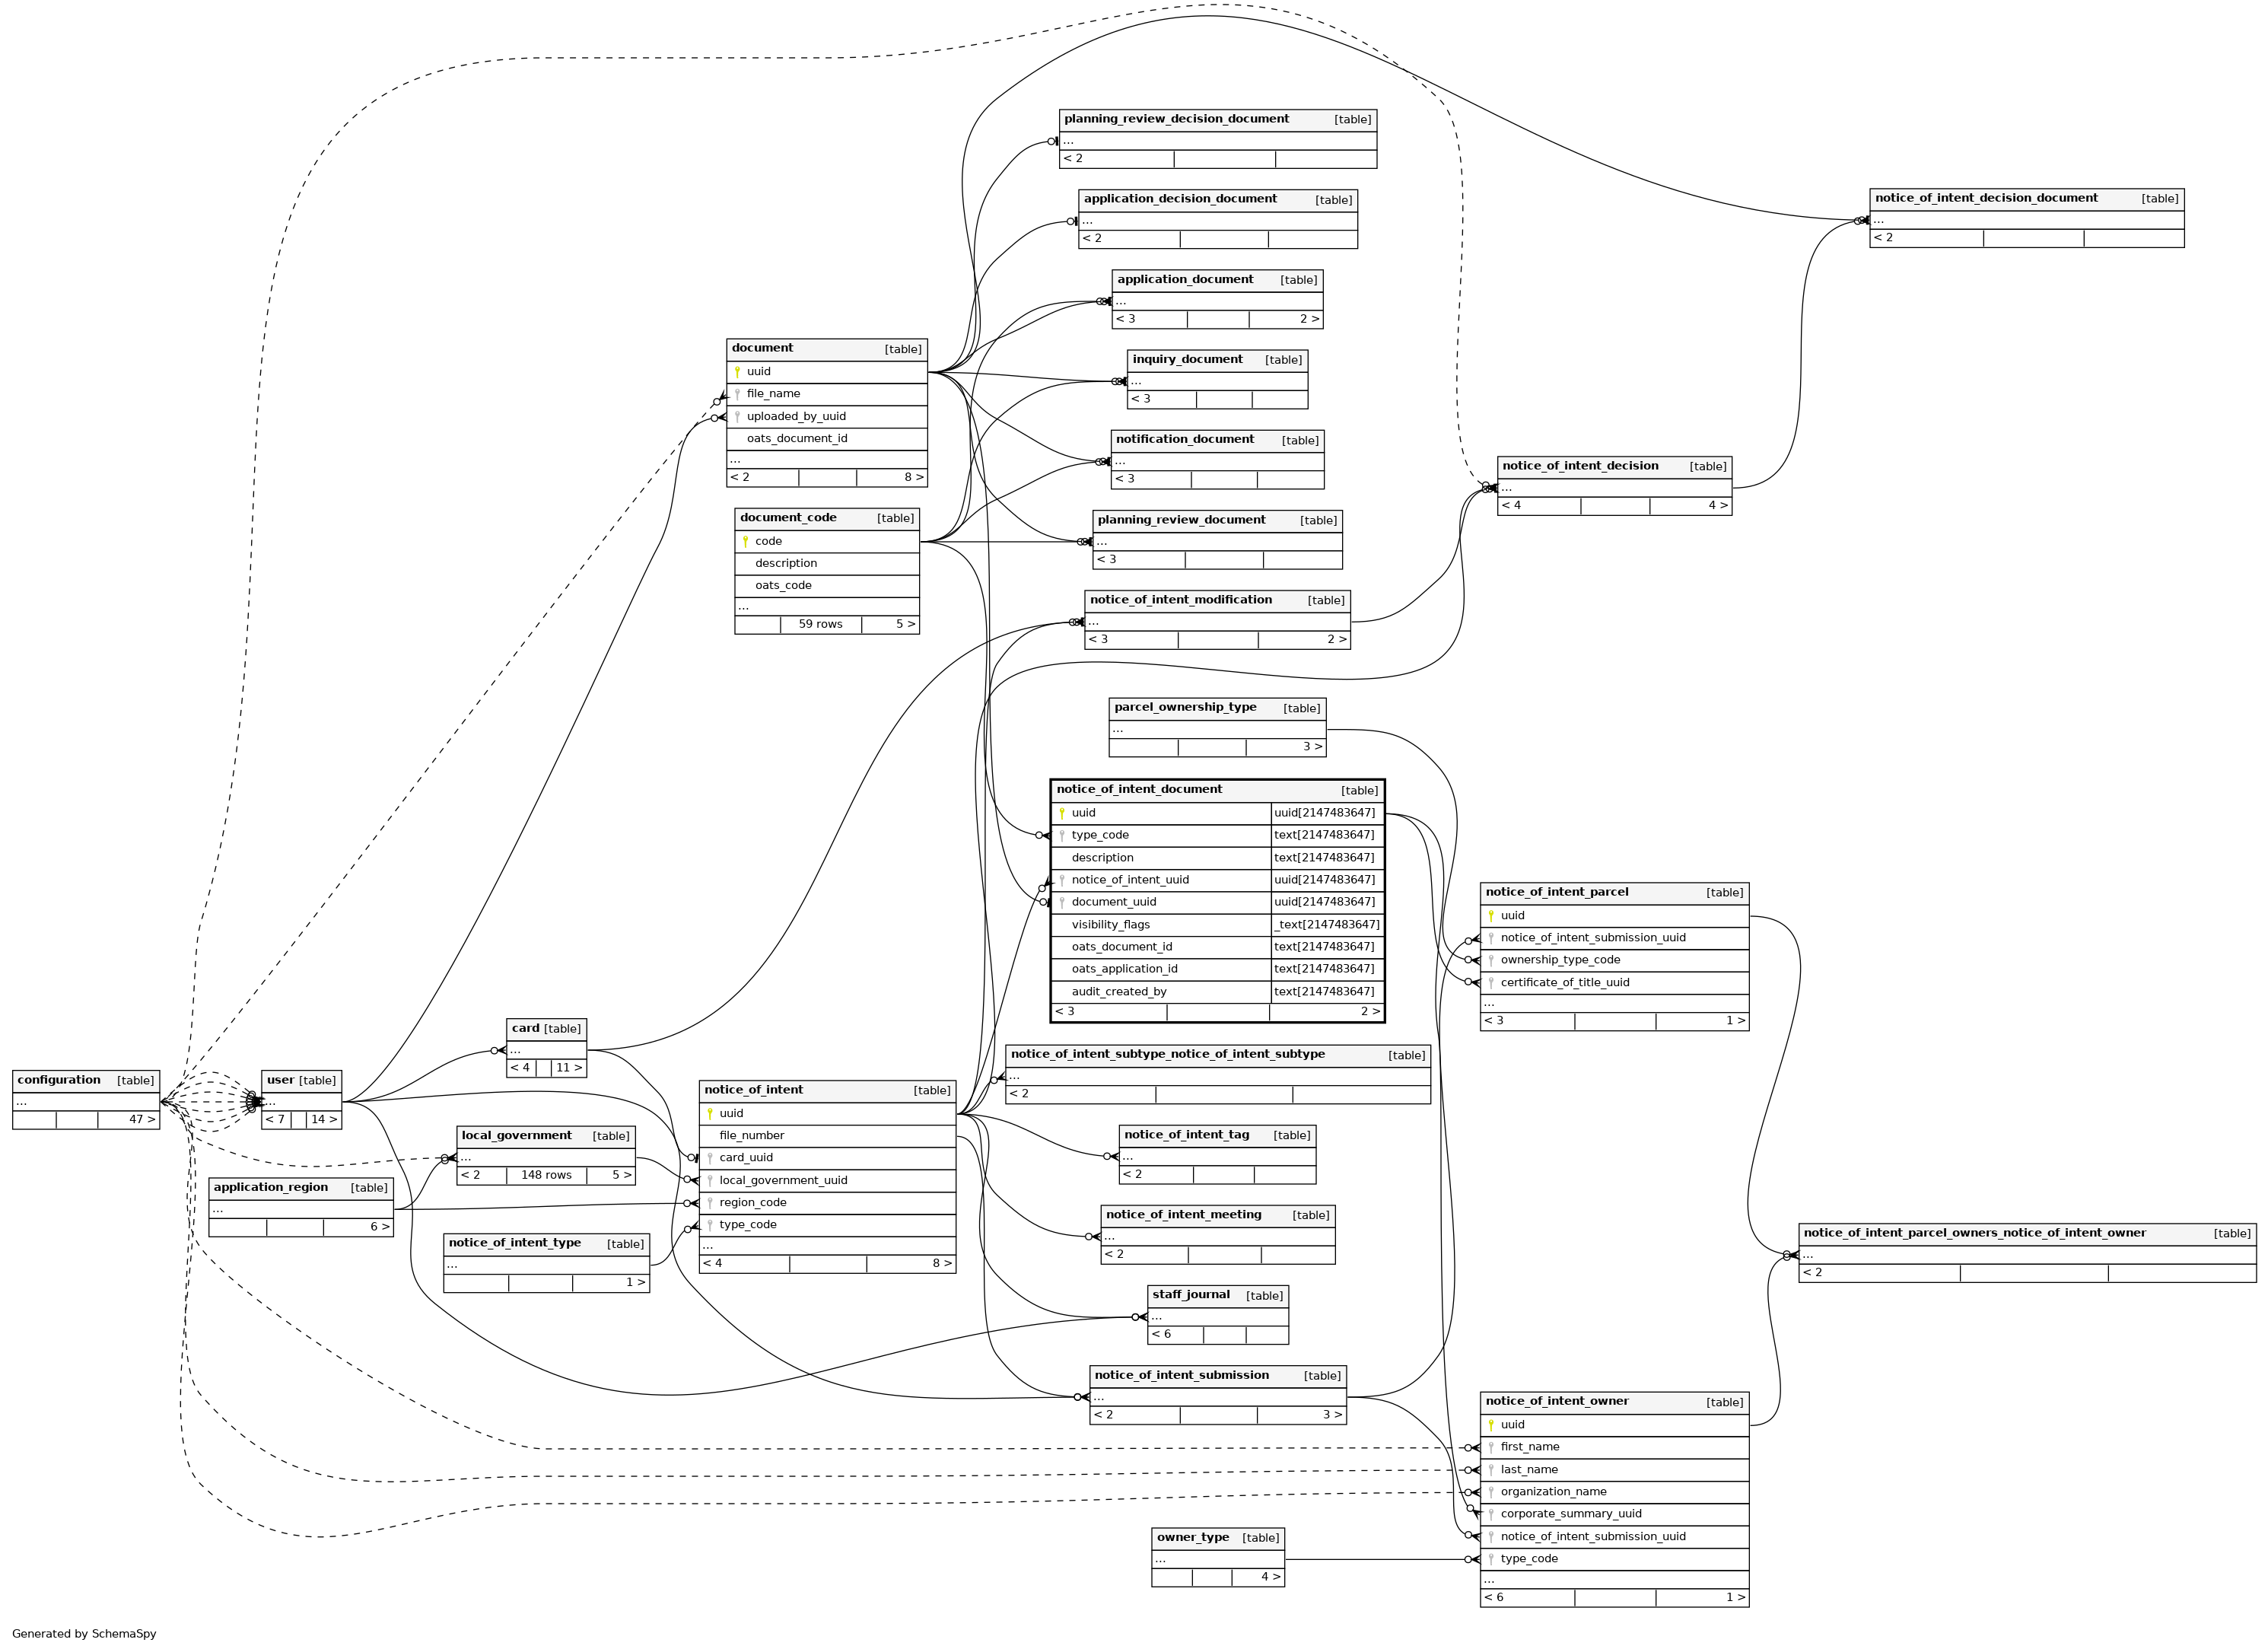 planning_review_decision_document [table]
...
< 2
application_decision_document [table]
...
< 2
notice_of_intent_decision_document [table]
...
< 2
application_document [table]
...
< 3 2 >
document [table]
uuid
file_name
uploaded_by_uuid
oats_document_id
...
< 2 8 >
inquiry_document [table]
...
< 3
notification_document [table]
...
< 3
notice_of_intent_decision [table]
...
< 4 4 >
document_code [table]
code
description
oats_code
...
59 rows 5 >
planning_review_document [table]
...
< 3
notice_of_intent_modification [table]
...
< 3 2 >
parcel_ownership_type [table]
...
3 >
notice_of_intent_document [table]
uuid uuid[2147483647]
type_code text[2147483647]
description text[2147483647]
notice_of_intent_uuid uuid[2147483647]
document_uuid uuid[2147483647]
visibility_flags _text[2147483647]
oats_document_id text[2147483647]
oats_application_id text[2147483647]
audit_created_by text[2147483647]
< 3 2 >
notice_of_intent_parcel [table]
uuid
notice_of_intent_submission_uuid
ownership_type_code
certificate_of_title_uuid
...
< 3 1 >
card [table]
...
< 4 11 >
configuration [table]
...
47 >
user [table]
...
< 7 14 >
notice_of_intent_subtype_notice_of_intent_subtype [table]
...
< 2
notice_of_intent [table]
uuid
file_number
card_uuid
local_government_uuid
region_code
type_code
...
< 4 8 >
local_government [table]
...
< 2 148 rows 5 >
application_region [table]
...
6 >
notice_of_intent_type [table]
...
1 >
notice_of_intent_tag [table]
...
< 2
notice_of_intent_meeting [table]
...
< 2
notice_of_intent_parcel_owners_notice_of_intent_owner [table]
...
< 2
staff_journal [table]
...
< 6
notice_of_intent_submission [table]
...
< 2 3 >
notice_of_intent_owner [table]
uuid
first_name
last_name
organization_name
corporate_summary_uuid
notice_of_intent_submission_uuid
type_code
...
< 6 1 >
owner_type [table]
...
4 >
Generated by SchemaSpy